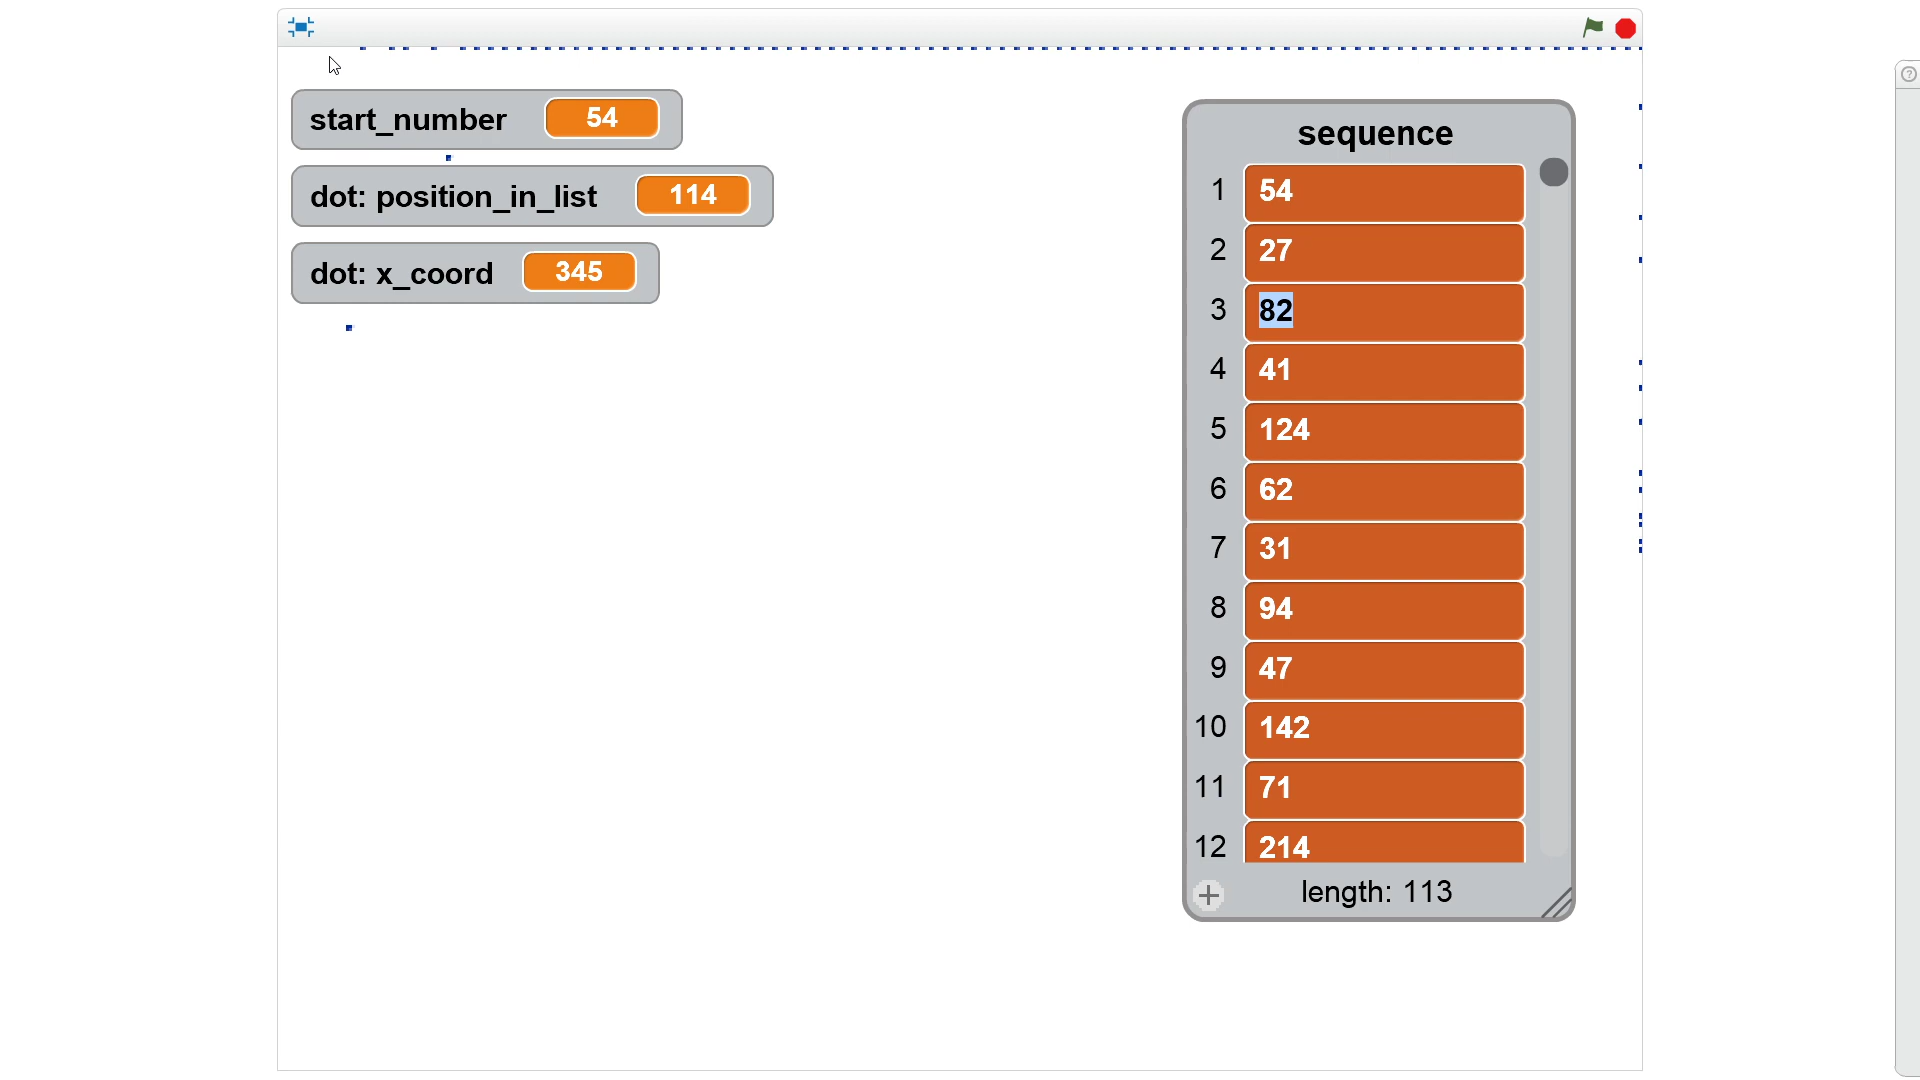 start_number 54
dot: position_in_list 114
dot: x_coord 345
sequence
1 54
2 27
3 82
4 41
5 124
6 62
7 31
8 94
9 47
10 142
11 71
12 214
+ length: 113
?